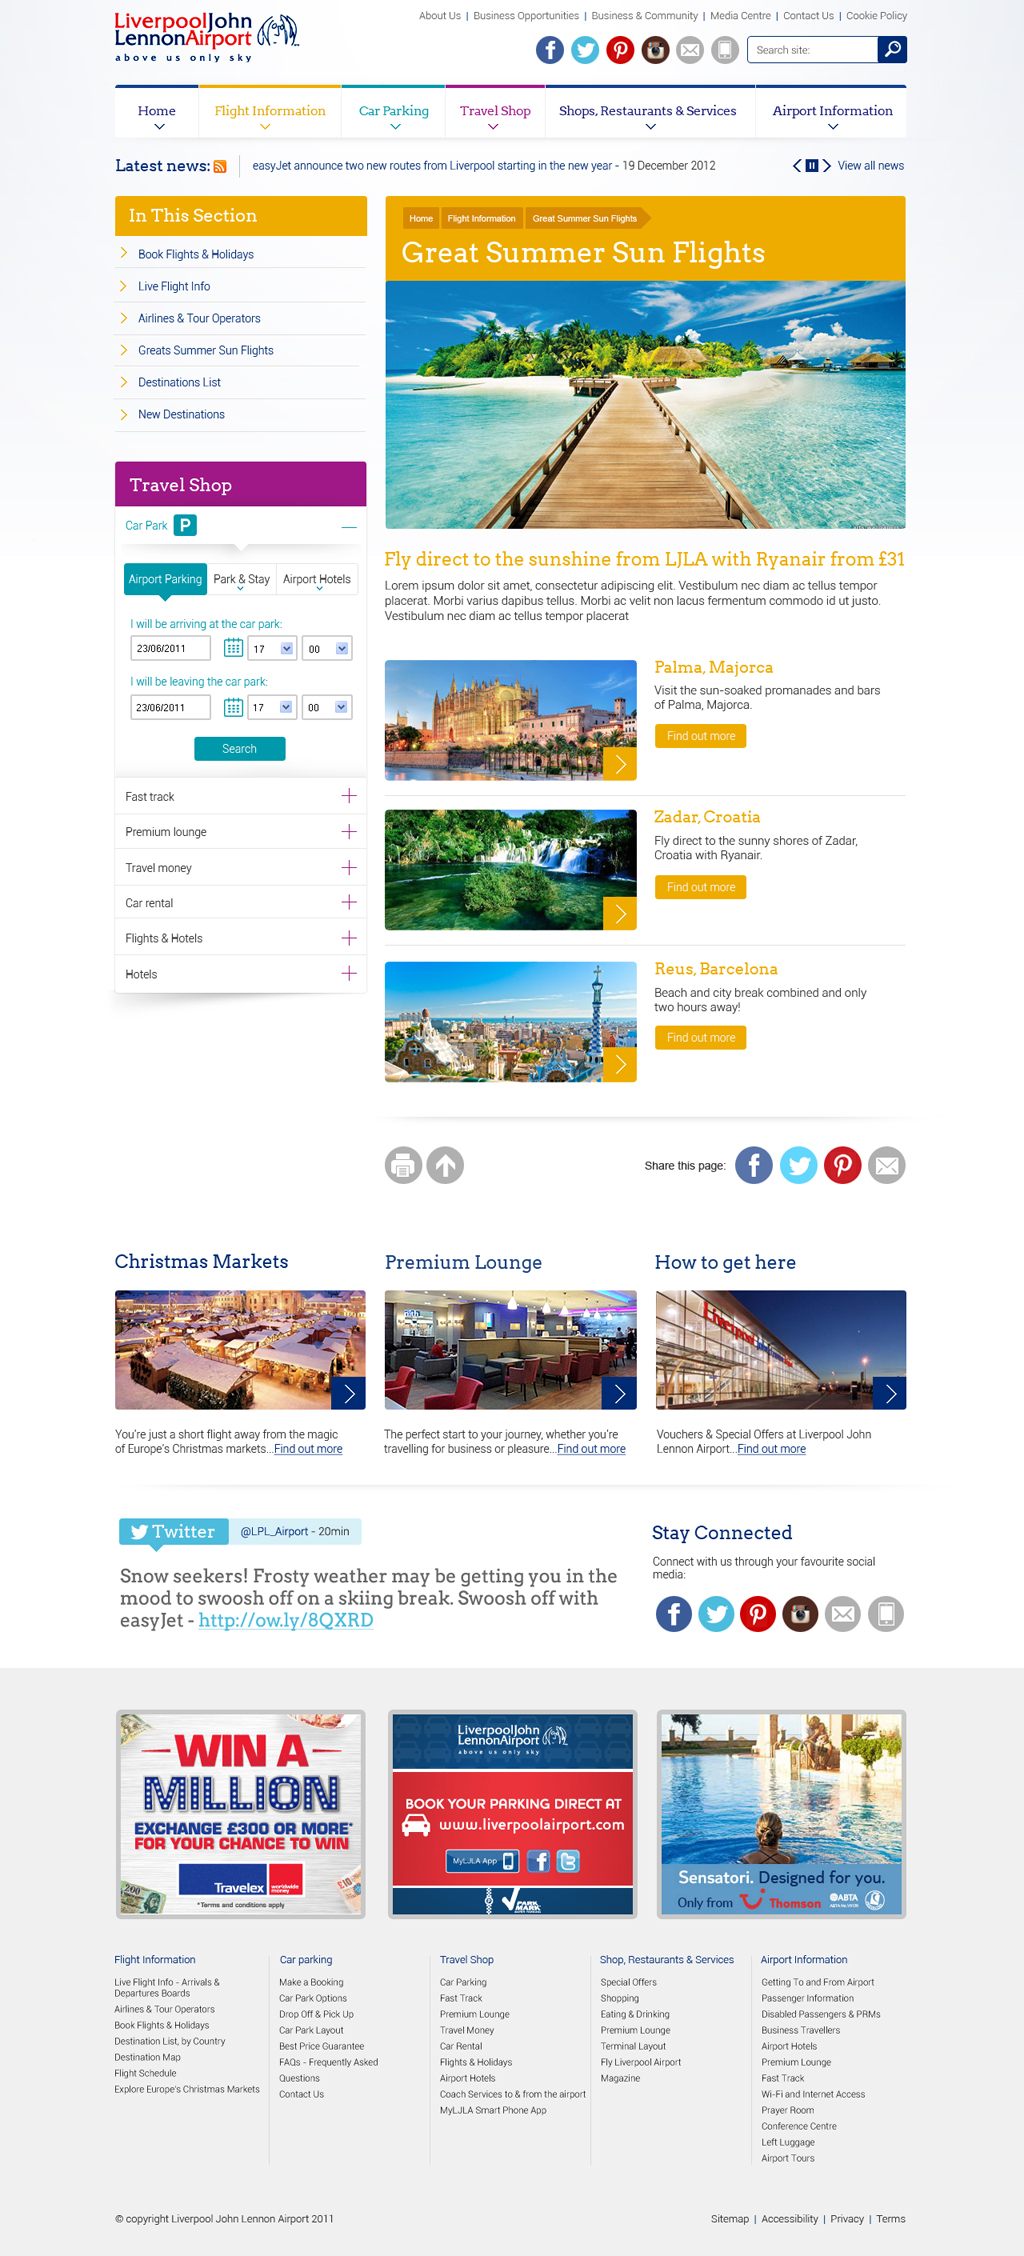 LiverpoolJohn
LennonAirport
above us only sky
About Us | Business Opportunities | Business & Community | Media Centre | Contact Us | Cookie Policy
Search site:
Home
Flight Information
Car Parking
Travel Shop
Shops, Restaurants & Services
Airport Information
Latest news:
easyJet announce two new routes from Liverpool starting in the new year - 19 December 2012
View all news
In This Section
Book Flights & Holidays
Live Flight Info
Airlines & Tour Operators
Greats Summer Sun Flights
Destinations List
New Destinations
Travel Shop
Car Park P
Airport Parking
Park & Stay
Airport Hotels
I will be arriving at the car park:
23/06/2011
17
00
I will be leaving the car park:
23/06/2011
17
00
Search
Fast track
Premium lounge
Travel money
Car rental
Flights & Hotels
Hotels
Home
Flight Information
Great Summer Sun Flights
Great Summer Sun Flights
Fly direct to the sunshine from LJLA with Ryanair from £31
Lorem ipsum dolor sit amet, consectetur adipiscing elit. Vestibulum nec diam ac tellus tempor
placerat. Morbi varius dapibus tellus. Morbi ac velit non lacus fermentum commodo id ut justo.
Vestibulum nec diam ac tellus tempor placerat
Palma, Majorca
Visit the sun-soaked promanades and bars
of Palma, Majorca.
Find out more
Zadar, Croatia
Fly direct to the sunny shores of Zadar,
Croatia with Ryanair.
Find out more
Reus, Barcelona
Beach and city break combined and only
two hours away!
Find out more
Share this page:
Christmas Markets
You're just a short flight away from the magic
of Europe's Christmas markets...Find out more
Premium Lounge
The perfect start to your journey, whether you're
travelling for business or pleasure...Find out more
How to get here
Liverpool John Lennon Airport
Vouchers & Special Offers at Liverpool John
Lennon Airport...Find out more
Twitter
@LPL_Airport - 20min
Snow seekers! Frosty weather may be getting you in the
mood to swoosh off on a skiing break. Swoosh off with
easyJet - http://ow.ly/8QXRD
Stay Connected
Connect with us through your favourite social
media:
WIN A
MILLION
EXCHANGE £300 OR MORE*
FOR YOUR CHANCE TO WIN
Travelex worldwide money
*Terms and conditions apply
£10
LiverpoolJohn
LennonAirport
above us only sky
BOOK YOUR PARKING DIRECT AT
www.liverpoolairport.com
MyLJLA App
PARK MARK
Sensatori. Designed for you.
Only from Thomson ABTA
Flight Information
Live Flight Info - Arrivals &
Departures Boards
Airlines & Tour Operators
Book Flights & Holidays
Destination List, by Country
Destination Map
Flight Schedule
Explore Europe's Christmas Markets
Car parking
Make a Booking
Car Park Options
Drop Off & Pick Up
Car Park Layout
Best Price Guarantee
FAQs - Frequently Asked
Questions
Contact Us
Travel Shop
Car Parking
Fast Track
Premium Lounge
Travel Money
Car Rental
Flights & Holidays
Airport Hotels
Coach Services to & from the airport
MyLJLA Smart Phone App
Shop, Restaurants & Services
Special Offers
Shopping
Eating & Drinking
Premium Lounge
Terminal Layout
Fly Liverpool Airport
Magazine
Airport Information
Getting To and From Airport
Passenger Information
Disabled Passengers & PRMs
Business Travellers
Airport Hotels
Premium Lounge
Fast Track
Wi-Fi and Internet Access
Prayer Room
Conference Centre
Left Luggage
Airport Tours
© copyright Liverpool John Lennon Airport 2011
Sitemap | Accessibility | Privacy | Terms